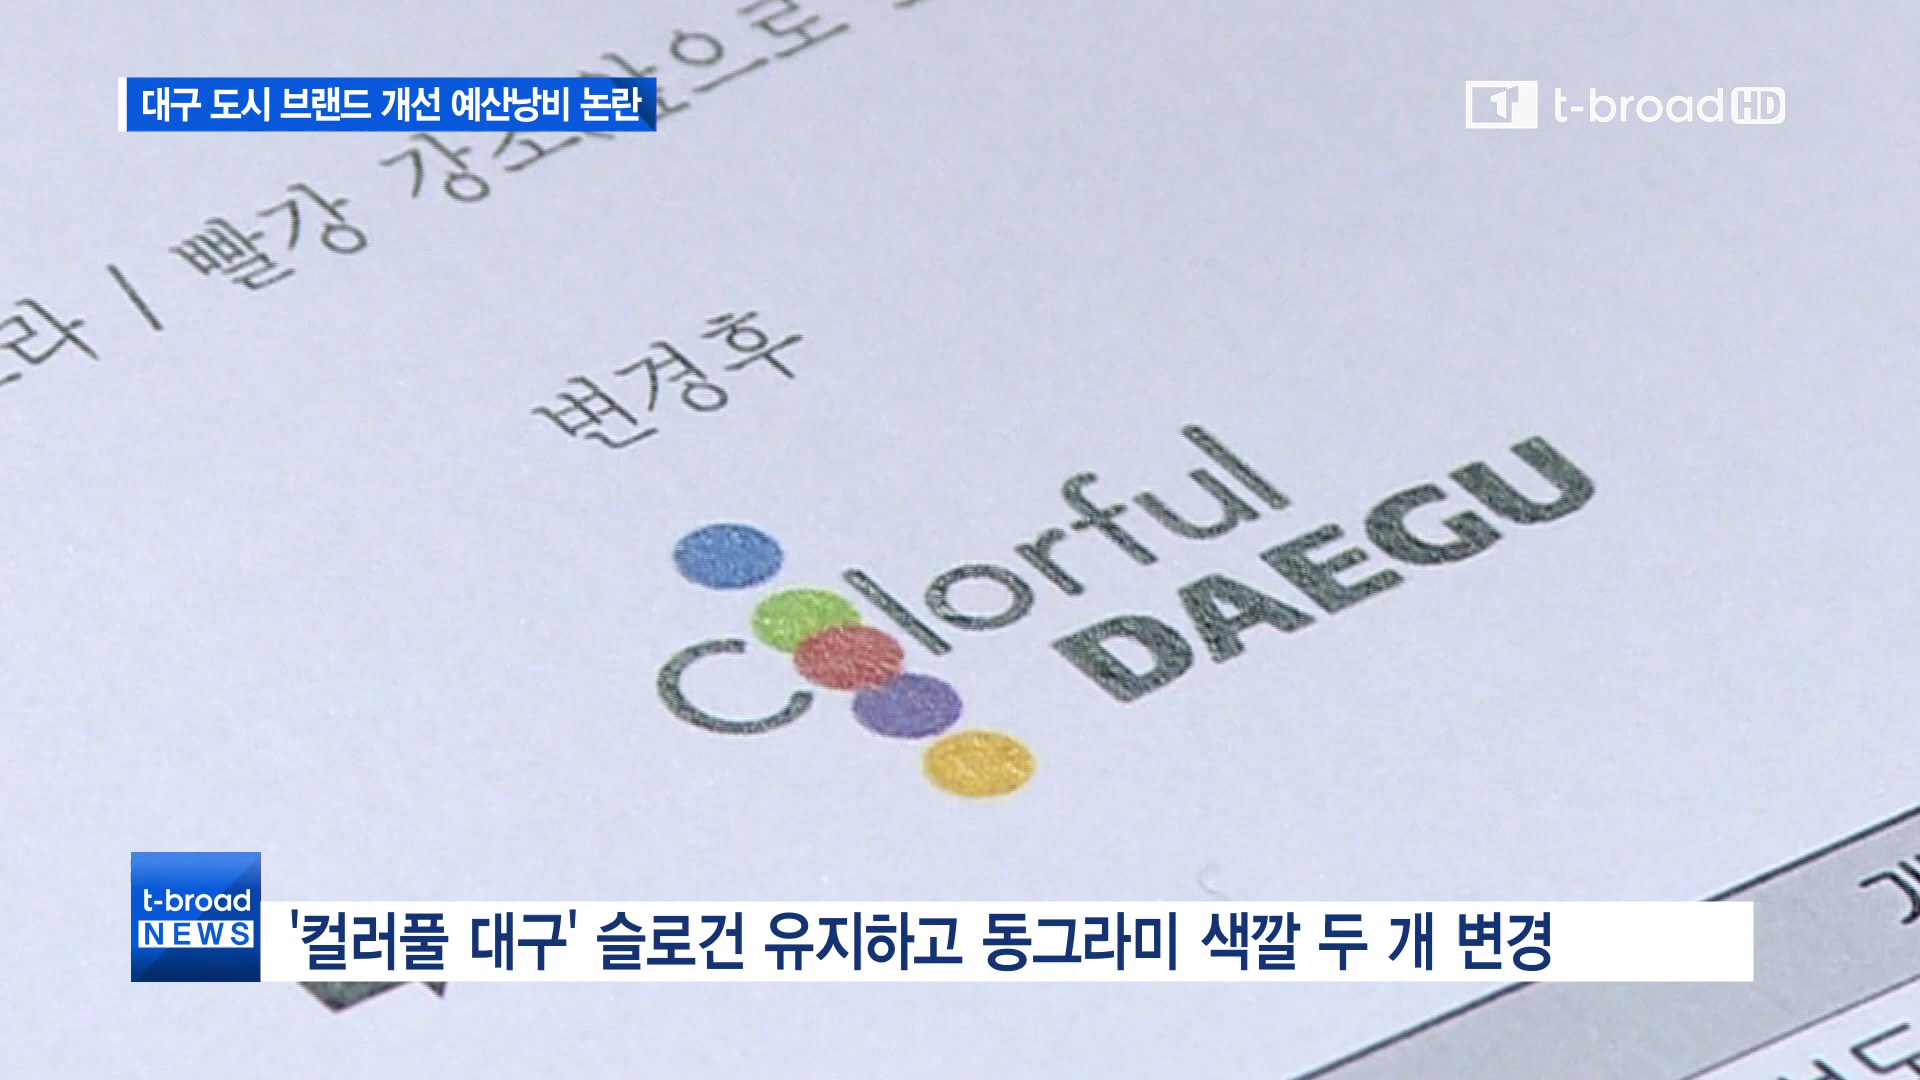 대구 도시 브랜드 개선 예산낭비 논란
t-broad HD
라 | 빨강 강조
으로
변경후
Colorful
DAEGU
t-broad
NEWS
'컬러풀 대구' 슬로건 유지하고 동그라미 색깔 두 개 변경